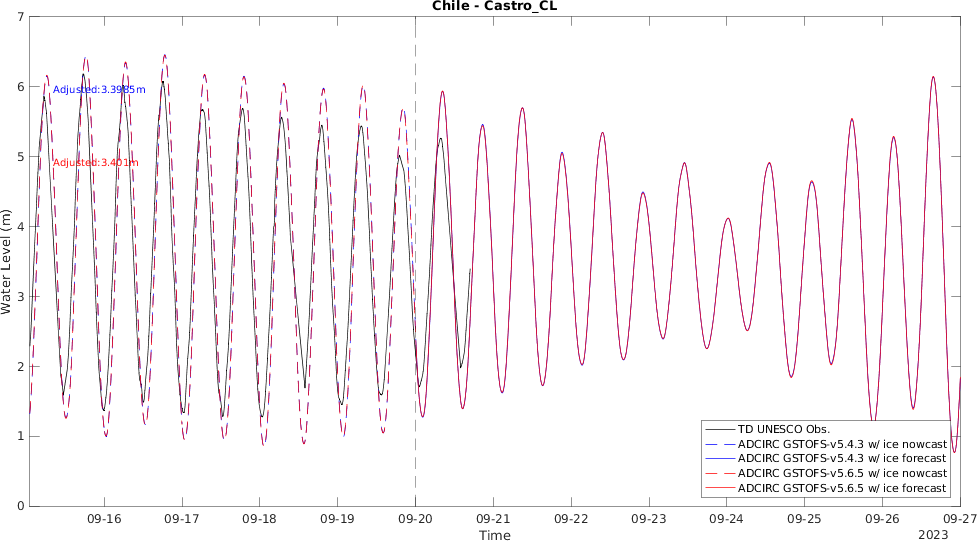 Chile - Castro_CL
7
6
5
4
3
2
1
0
Water Level (m)
Adjusted:3.3985m
Adjusted:3.401m
TD UNESCO Obs.
ADCIRC GSTOFS-v5.4.3 w/ ice nowcast
ADCIRC GSTOFS-v5.4.3 w/ ice forecast
ADCIRC GSTOFS-v5.6.5 w/ ice nowcast
ADCIRC GSTOFS-v5.6.5 w/ ice forecast
09-16 09-17 09-18 09-19 09-20 09-21 09-22 09-23 09-24 09-25 09-26 09-27
Time
2023